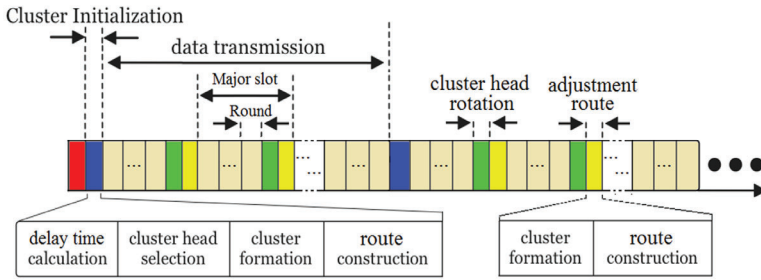 Cluster Initialization
data transmission
Major slot
Round
cluster head
rotation
adjustment
route
...
...
...
... ...
...
...
... ...
...
delay time
calculation
cluster head
selection
cluster
formation
route
construction
cluster
formation
route
construction